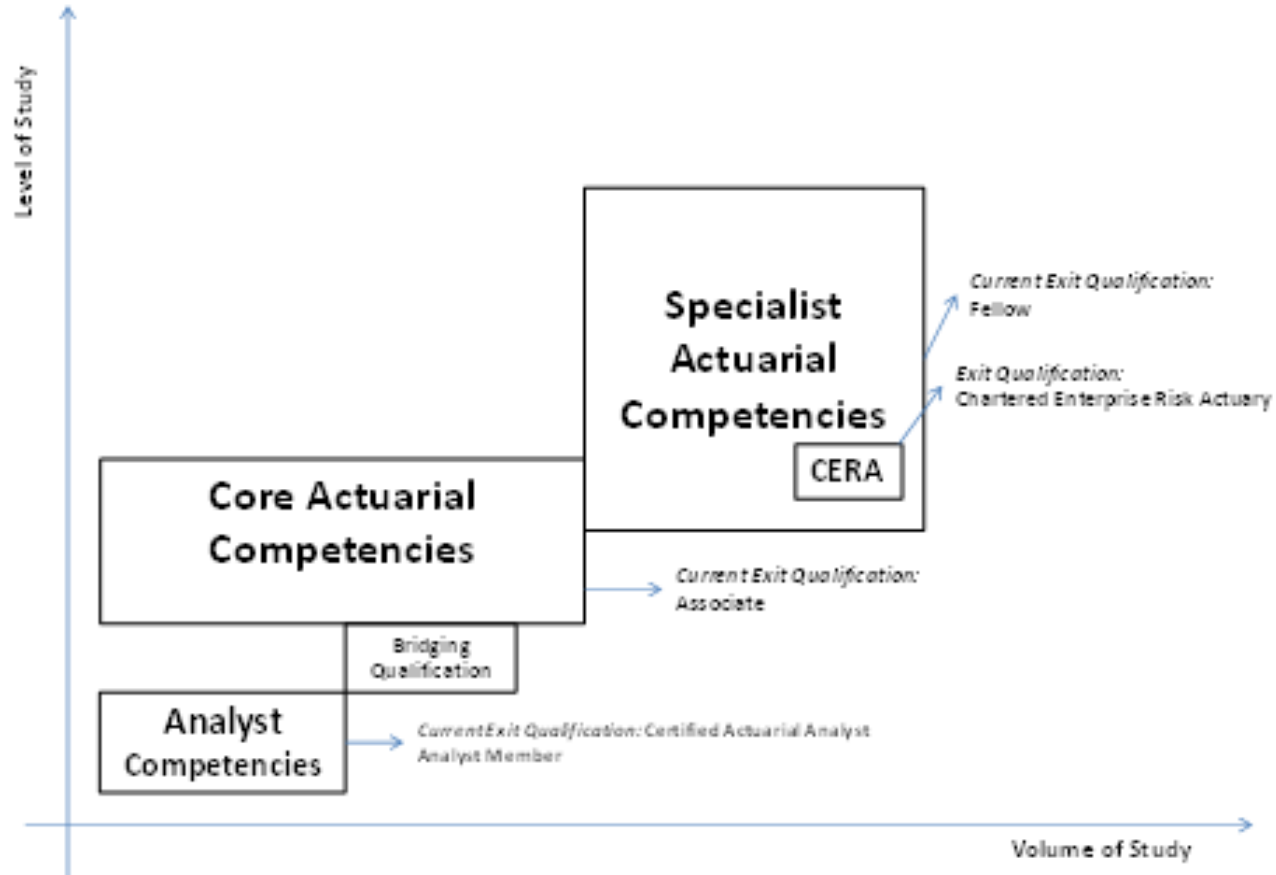 Level of Study
Specialist
Actuarial
Competencies
CERA
Current Exit Qualification:
Fellow
Exit Qualification:
Chartered Enterprise Risk Actuary
Core Actuarial
Competencies
Current Exit Qualification:
Associate
Bridging
Qualification
Analyst
Competencies
Current Exit Qualification: Certified Actuarial Analyst
Analyst Member
Volume of Study